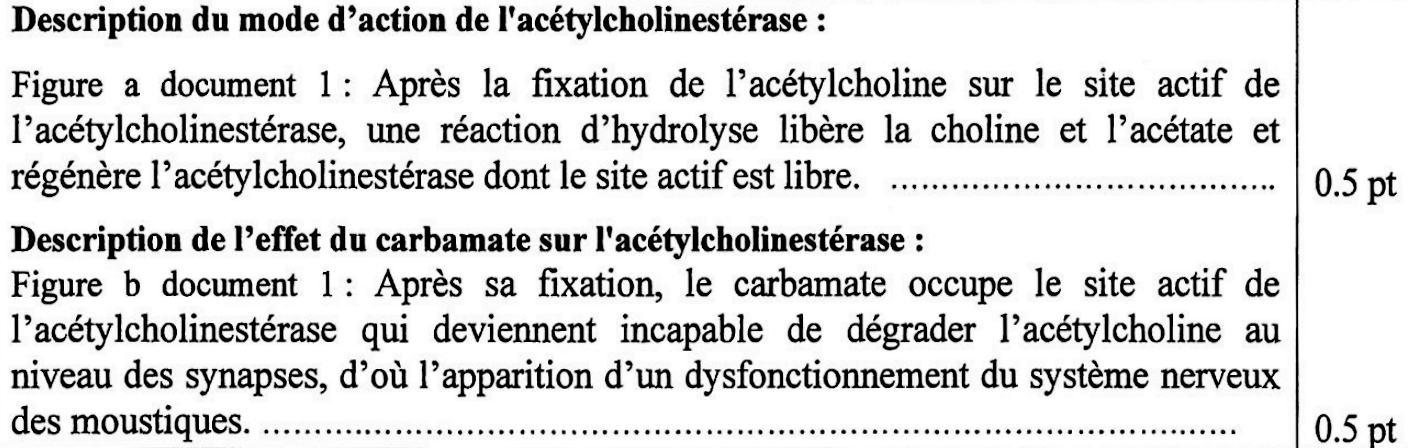 Description du mode d'action de l'acétylcholinestérase :
Figure a document 1 : Après la fixation de l'acétylcholine sur le site actif de
l'acétylcholinestérase, une réaction d'hydrolyse libère la choline et l'acétate et
régénère l'acétylcholinestérase dont le site actif est libre. ........................................ 0.5 pt
Description de l'effet du carbamate sur l'acétylcholinestérase :
Figure b document 1 : Après sa fixation, le carbamate occupe le site actif de
l'acétylcholinestérase qui deviennent incapable de dégrader l'acétylcholine au
niveau des synapses, d'où l'apparition d'un dysfonctionnement du système nerveux
des moustiques. .................................................................................................... 0.5 pt